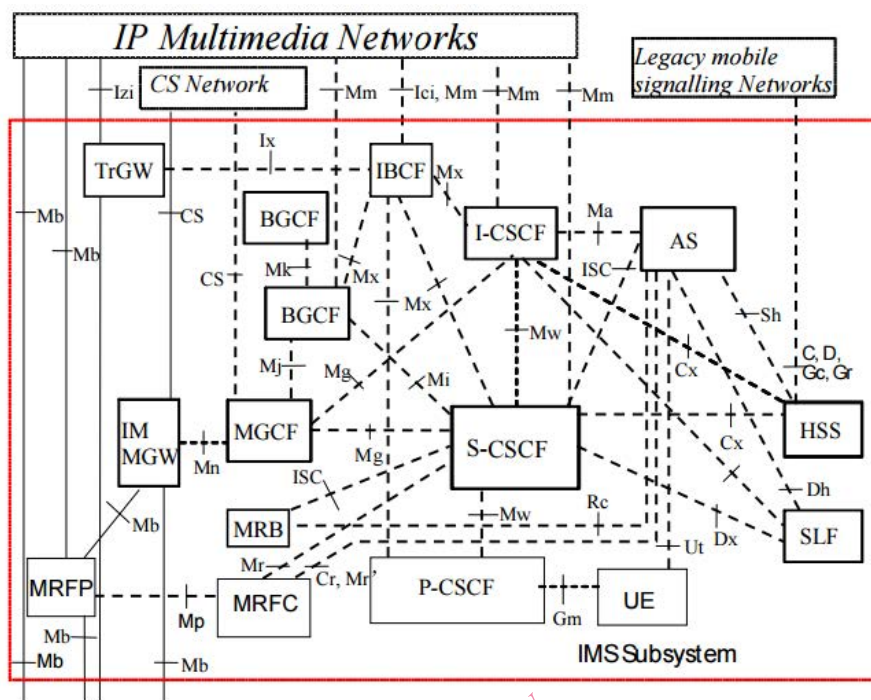 IP Multimedia Networks
Legacy mobile
signalling Networks
CS Network
Izi
Mm
Ici, Mm
Mm
Mm
Ix
TrGW
IBCF
Mx
Mb
CS
BGCF
I-CSCF
Ma
AS
Mb
Mk
Mx
ISC
CS
Mx
Sh
BGCF
Mw
C, D,
Gc, Gr
Mj
Mg
Mi
Cx
IM
MGW
MGCF
S-CSCF
Cx
HSS
Mn
Mg
ISC
Dh
Mb
MRB
Mw
Rc
Dx
SLF
Mr
Cr, Mr’
Ut
MRFP
Mp
MRFC
P-CSCF
Gm
UE
Mb
Mb
Mb
IMS Subsystem